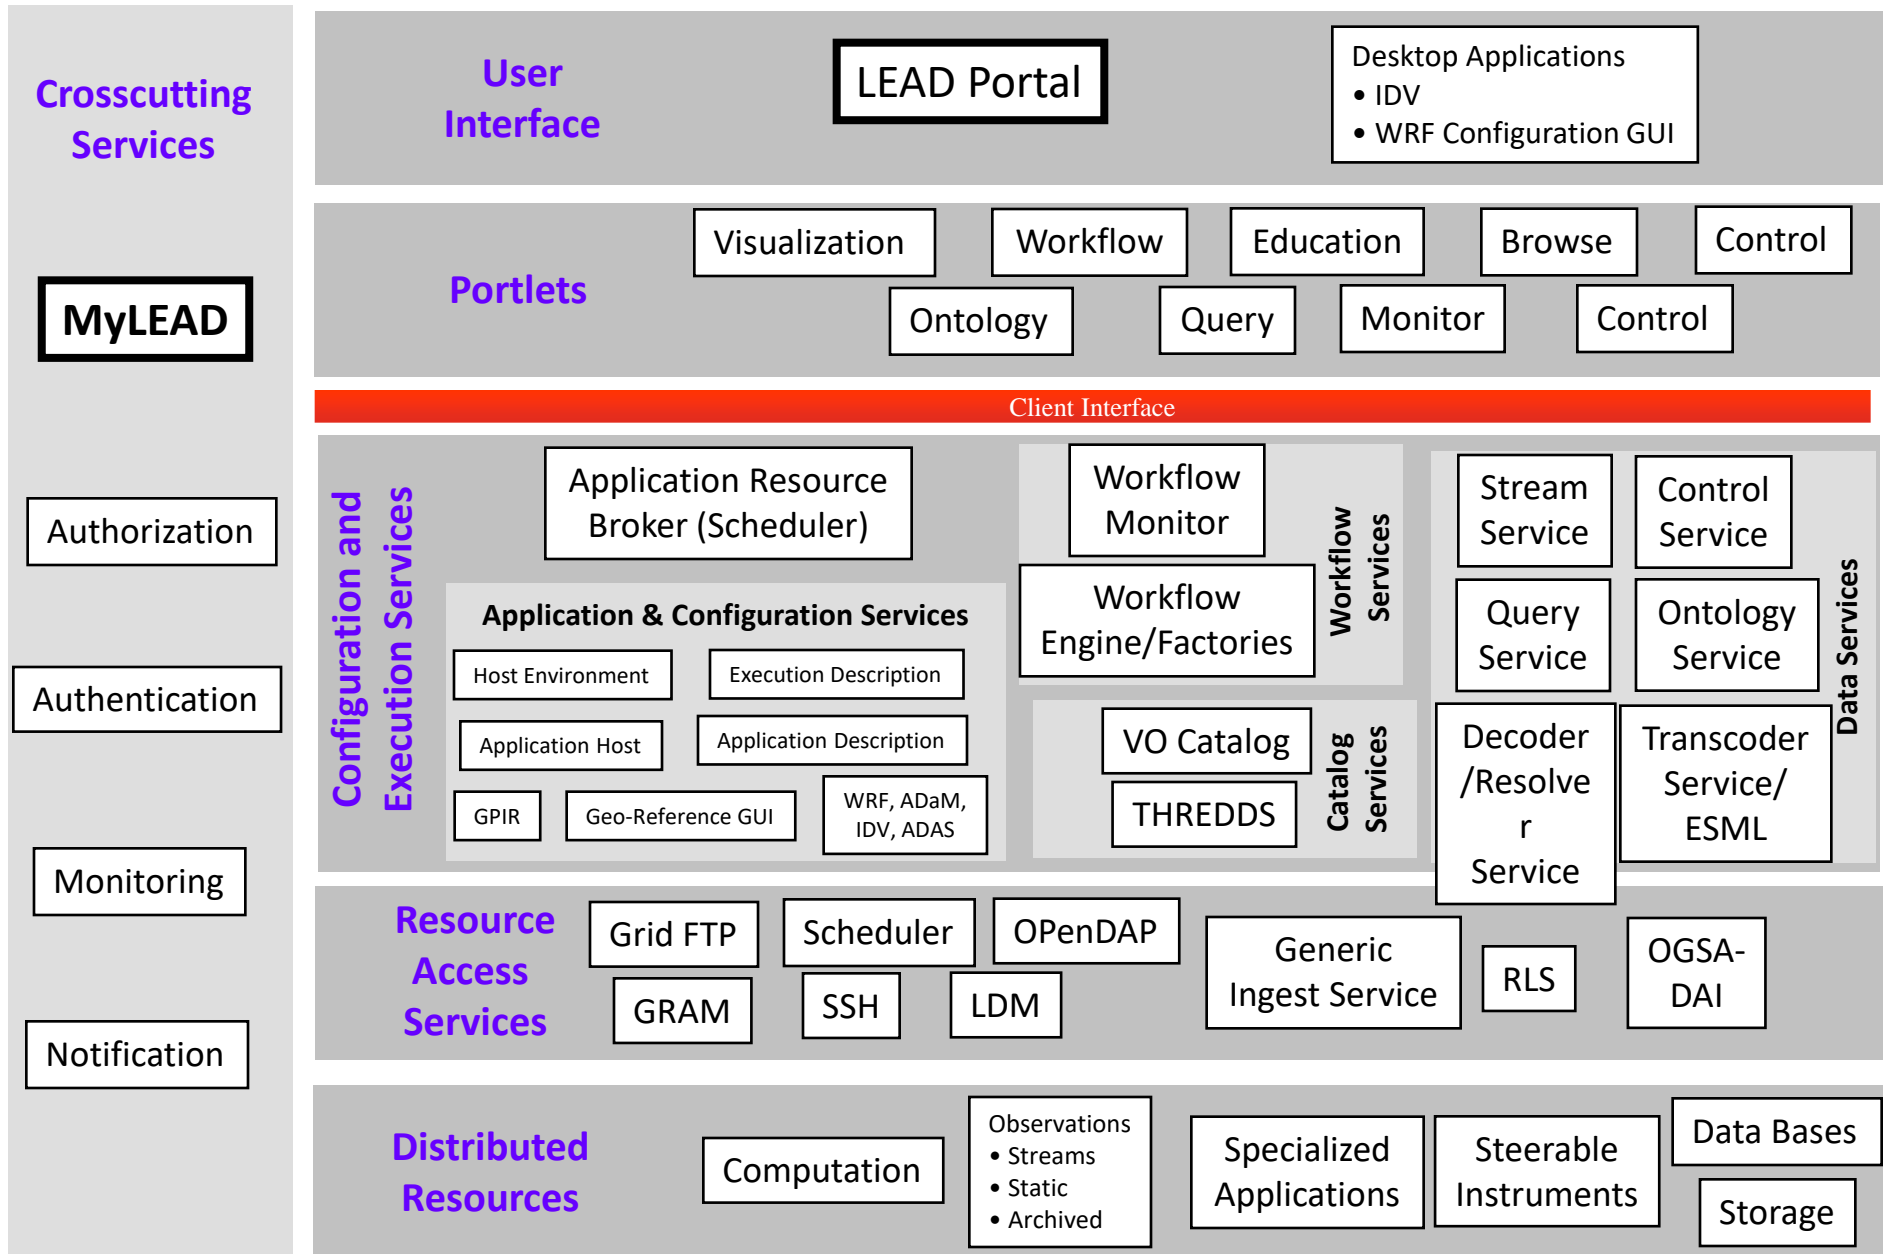 Crosscutting
Services
MyLEAD
Authorization
Authentication
Monitoring
Notification
User
Interface
LEAD Portal
Desktop Applications
• IDV
• WRF Configuration GUI
Portlets
Visualization
Workflow
Education
Browse
Control
Ontology
Query
Monitor
Control
Client Interface
Configuration and
Execution Services
Application Resource
Broker (Scheduler)
Application & Configuration Services
Host Environment
Execution Description
Application Host
Application Description
GPIR
Geo-Reference GUI
WRF, ADaM,
IDV, ADAS
Workflow
Monitor
Workflow
Engine/Factories
Workflow
Services
VO Catalog
THREDDS
Catalog
Services
Stream
Service
Control
Service
Query
Service
Ontology
Service
Decoder
/Resolve
r
Service
Transcoder
Service/
ESML
Data Services
Resource
Access
Services
Grid FTP
Scheduler
OPenDAP
GRAM
SSH
LDM
Generic
Ingest Service
RLS
OGSA-
DAI
Distributed
Resources
Computation
Observations
• Streams
• Static
• Archived
Specialized
Applications
Steerable
Instruments
Data Bases
Storage